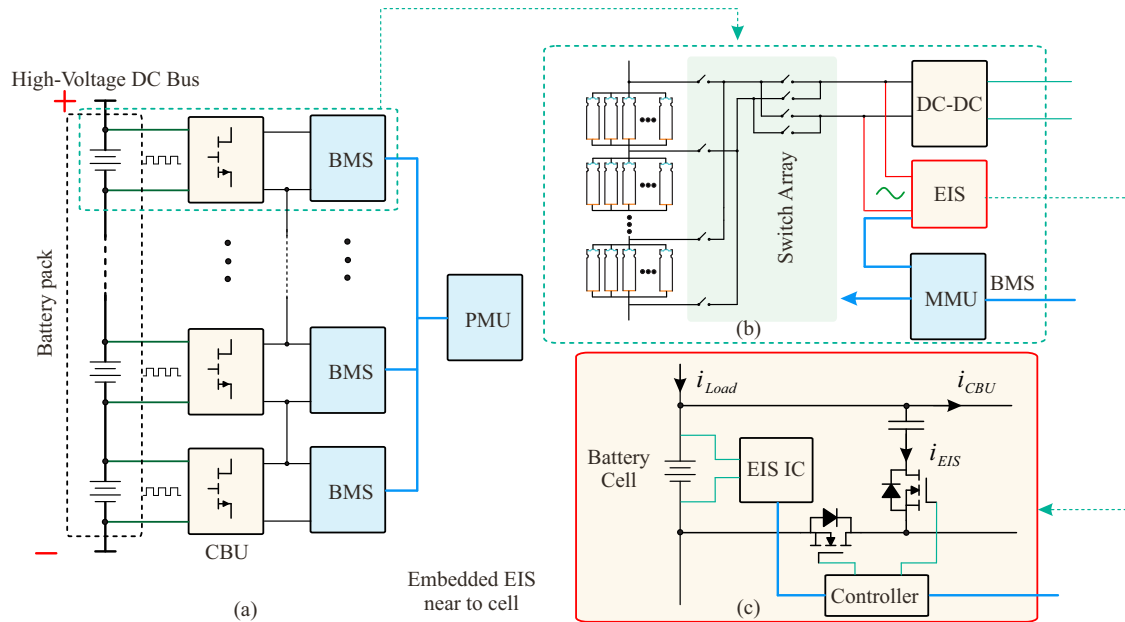 High-Voltage DC Bus
+
Battery pack
BMS
BMS
BMS
PMU
CBU
−
(a)
Embedded EIS
near to cell
Switch Array
DC-DC
EIS
MMU
BMS
(b)
i_Load
i_CBU
i_EIS
Battery
Cell
EIS IC
Controller
(c)